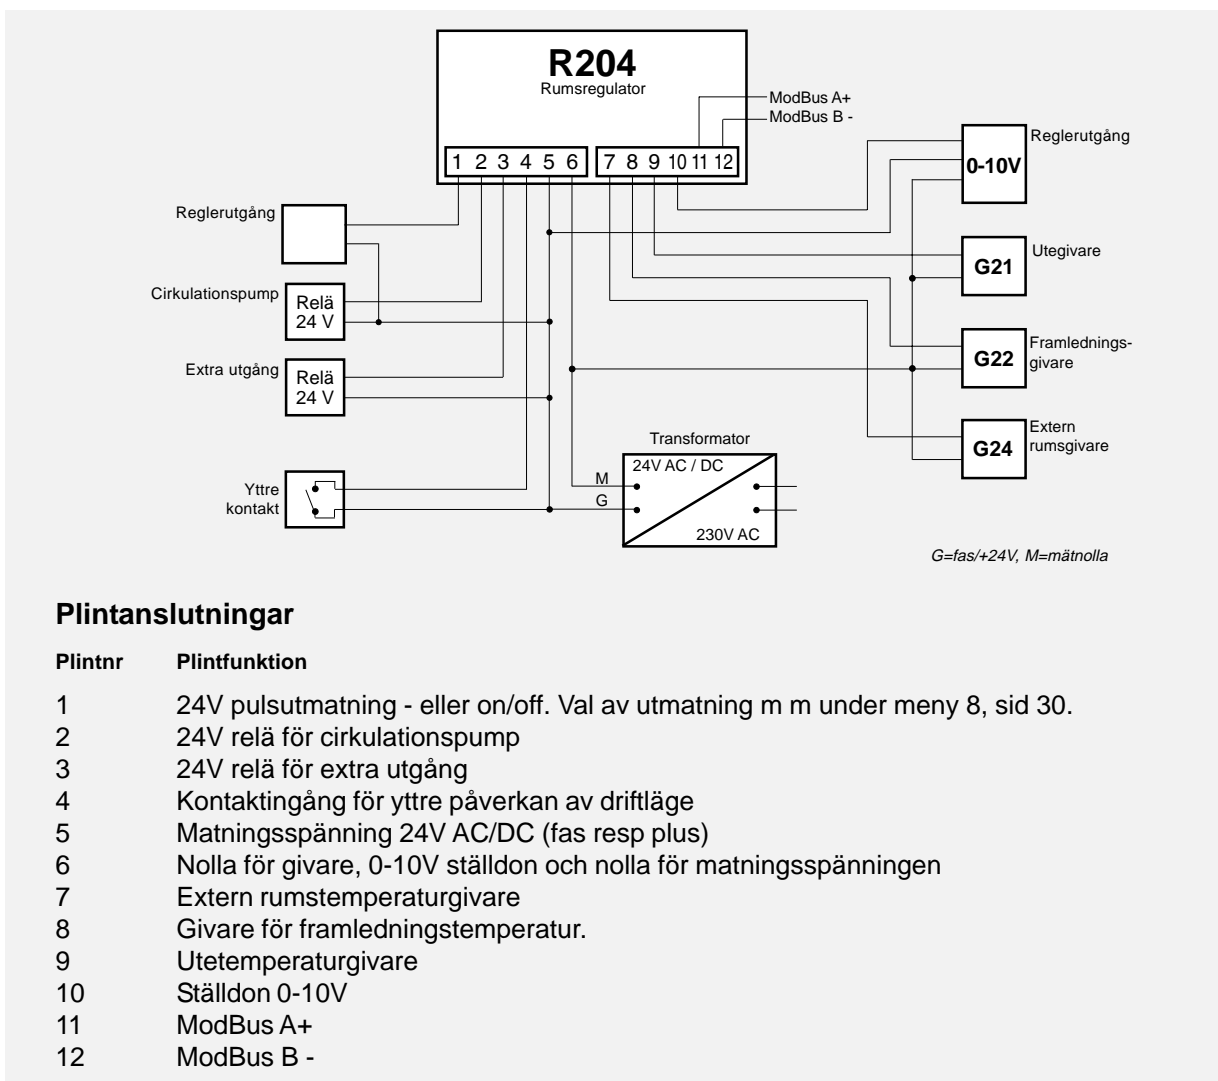 R204
Rumsregulator
ModBus A+
ModBus B -
1 2 3 4 5 6 7 8 9 10 11 12
Reglerutgång
0-10V
Reglerutgång
Utegivare
G21
Cirkulationspump
Relä
24 V
Framlednings-
givare
G22
Extra utgång
Relä
24 V
Extern
rumsgivare
G24
Transformator
24V AC / DC
M
G
230V AC
Yttre
kontakt
G=fas/+24V, M=mätnolla
Plintanslutningar
Plintnr Plintfunktion
1 24V pulsutmatning - eller on/off. Val av utmatning m m under meny 8, sid 30.
2 24V relä för cirkulationspump
3 24V relä för extra utgång
4 Kontaktingång för yttre påverkan av driftläge
5 Matningsspänning 24V AC/DC (fas resp plus)
6 Nolla för givare, 0-10V ställdon och nolla för matningsspänningen
7 Extern rumstemperaturgivare
8 Givare för framledningstemperatur.
9 Utetemperaturgivare
10 Ställdon 0-10V
11 ModBus A+
12 ModBus B -